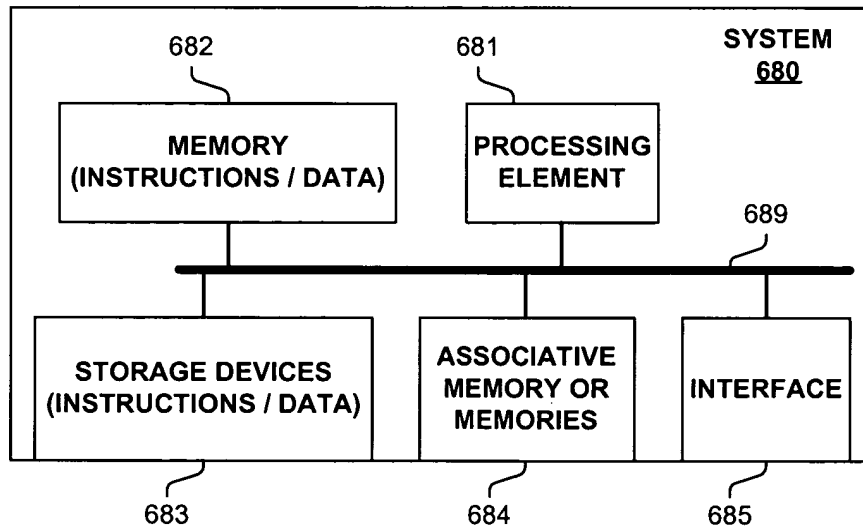 SYSTEM
680
682
681
MEMORY
(INSTRUCTIONS / DATA)
PROCESSING
ELEMENT
689
STORAGE DEVICES
(INSTRUCTIONS / DATA)
ASSOCIATIVE
MEMORY OR
MEMORIES
INTERFACE
683
684
685